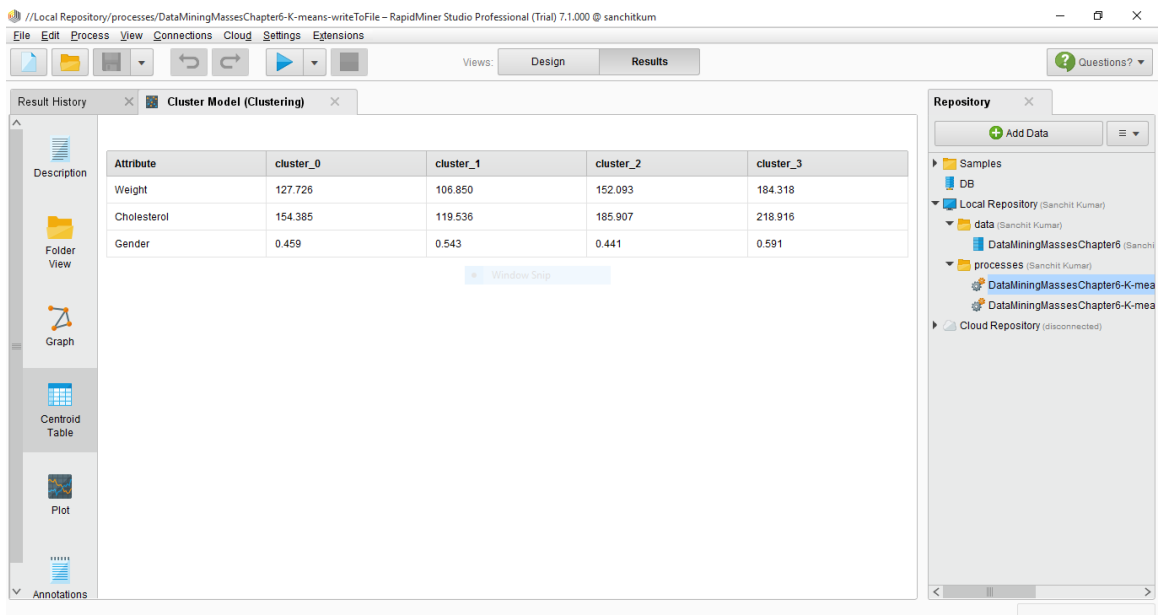 //Local Repository/processes/DataMiningMassesChapter6-K-means-writeToFile – RapidMiner Studio Professional (Trial) 7.1.000 @ sanchitkum
File Edit Process View Connections Cloud Settings Extensions
Views: Design Results Questions?
Result History Cluster Model (Clustering) Repository
Add Data
Description
Folder View
Graph
Centroid Table
Plot
Annotations
Attribute cluster_0 cluster_1 cluster_2 cluster_3
Weight 127.726 106.850 152.093 184.318
Cholesterol 154.385 119.536 185.907 218.916
Gender 0.459 0.543 0.441 0.591
Window Snip
Samples
DB
Local Repository (Sanchit Kumar)
data (Sanchit Kumar)
DataMiningMassesChapter6 (Sanchi
processes (Sanchit Kumar)
DataMiningMassesChapter6-K-mea
DataMiningMassesChapter6-K-mea
Cloud Repository (disconnected)